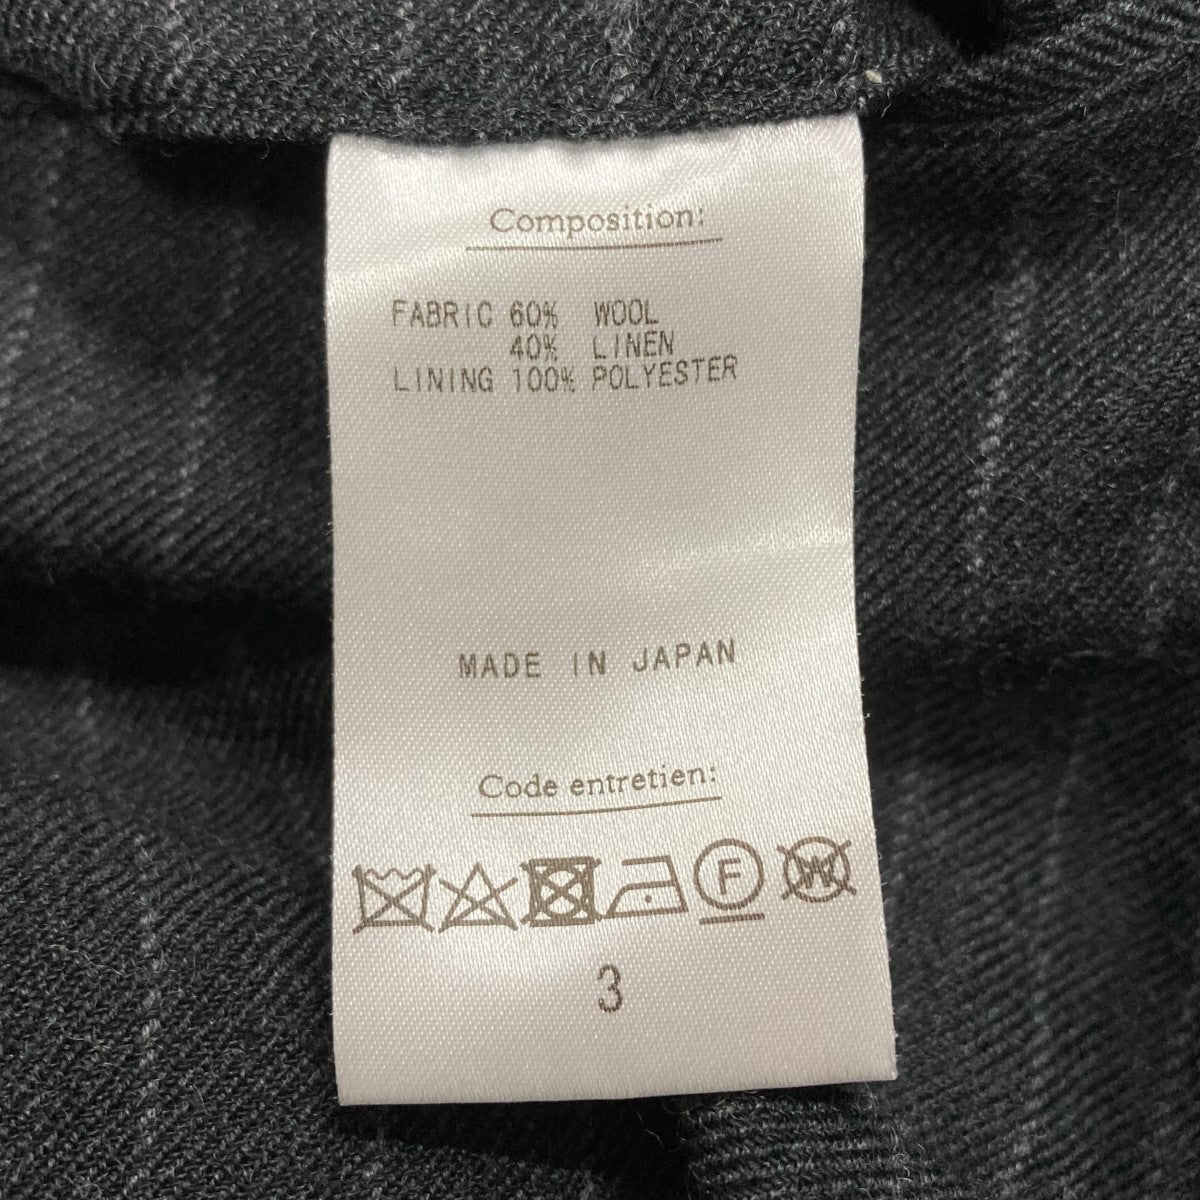 Composition:
FABRIC 60% WOOL
40% LINEN
LINING 100% POLYESTER
MADE IN JAPAN
Code entretien:
F W
3